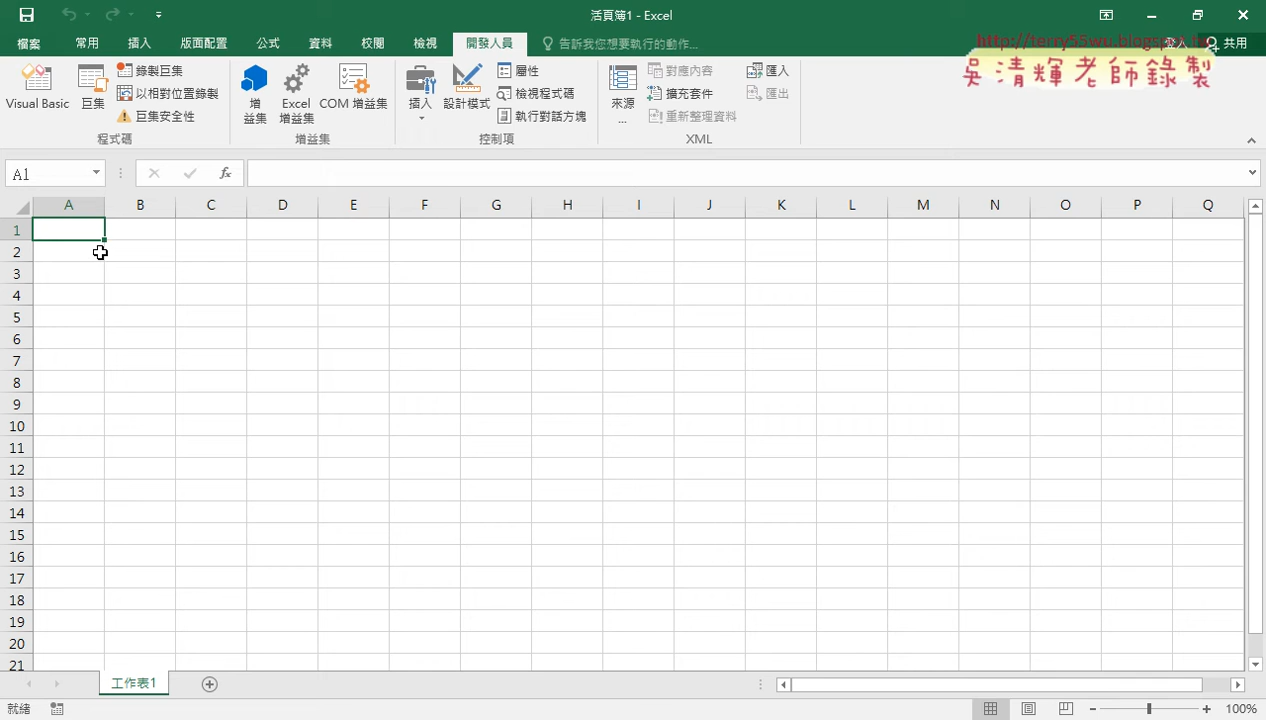 活頁簿1 - Excel
檔案 常用 插入 版面配置 公式 資料 校閱 檢視 開發人員 告訴我您想要執行的動作... 登入 共用
http://terry55wu.blogspot.tw
吳清輝老師錄製
Visual Basic 巨集 錄製巨集 以相對位置錄製 巨集安全性
程式碼
增益集 Excel 增益集 COM 增益集
增益集
插入 設計模式 屬性 檢視程式碼 執行對話方塊
控制項
來源... 對應內容 擴充套件 重新整理資料 匯入 匯出
XML
A1 fx
A B C D E F G H I J K L M N O P Q
1
2
3
4
5
6
7
8
9
10
11
12
13
14
15
16
17
18
19
20
21
工作表1
就緒 100%